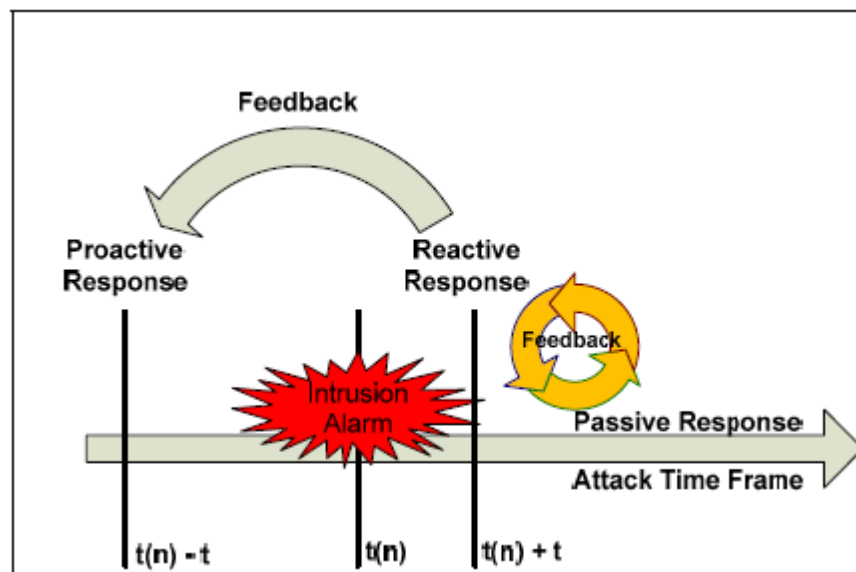 Feedback
Proactive
Response
Reactive
Response
Feedback
Intrusion
Alarm
Passive Response
Attack Time Frame
t(n) - t
t(n)
t(n) + t